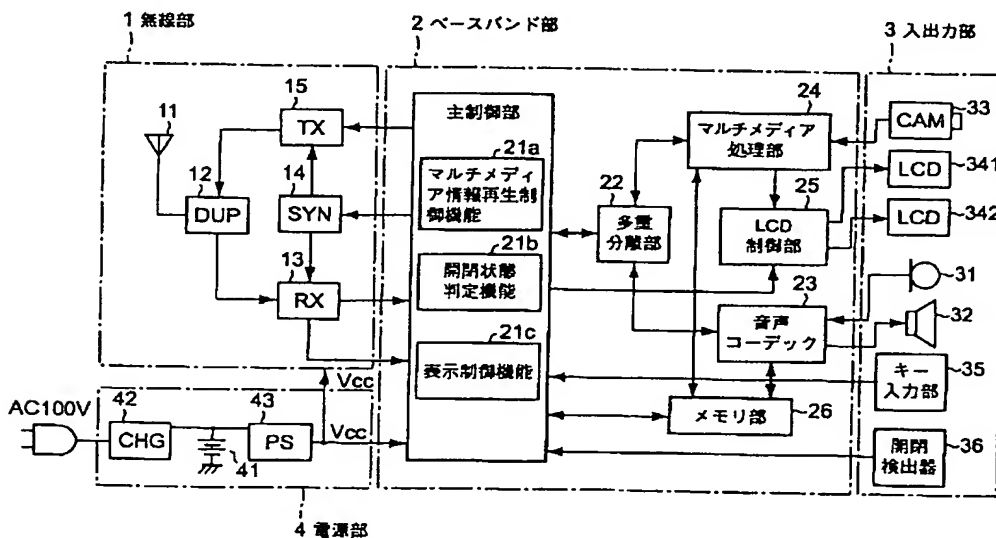 1 無線部
2 ベースバンド部
3 入出力部
11
15
TX
12
DUP
14
SYN
13
RX
主制御部
21a
マルチメディ
ア情報再生制
御機能
21b
開閉状態
判定機能
21c
表示制御機能
24
マルチメディア
処理部
22
多重
分離部
25
LCD
制御部
23
音声
コーデック
メモリ部
26
CAM
33
LCD
341
LCD
342
31
32
キー
入力部
35
開閉
検出器
36
AC100V
42
CHG
41
43
PS
Vcc
Vcc
4 電源部